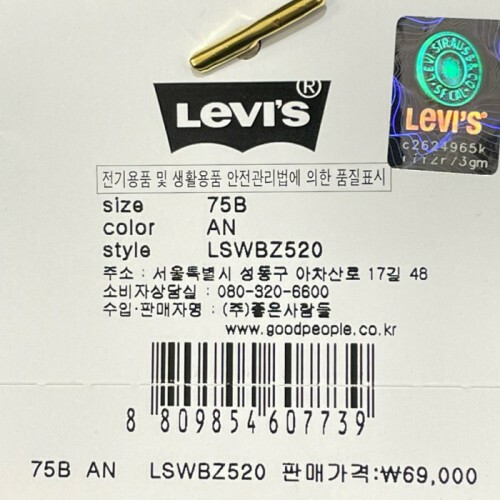 LEVI'S®
LEVI STRAUSS & CO
S.F. CAL
LEVI'S
c2624965k
전기용품 및 생활용품 안전관리법에 의한 품질표시
size 75B
color AN
style LSWBZ520
주소 : 서울특별시 성동구 아차산로 17길 48
소비자상담실 : 080-320-6600
수입·판매자명 : (주)좋은사람들
www.goodpeople.co.kr
8 809854 607739
75B AN LSWBZ520 판매가격:₩69,000